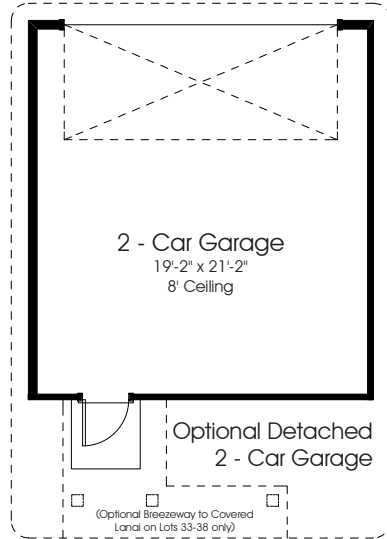 2 - Car Garage
19'-2" x 21'-2"
8' Ceiling
Optional Detached
2 - Car Garage
(Optional Breezeway to Covered
Lanai on Lots 33-38 only)